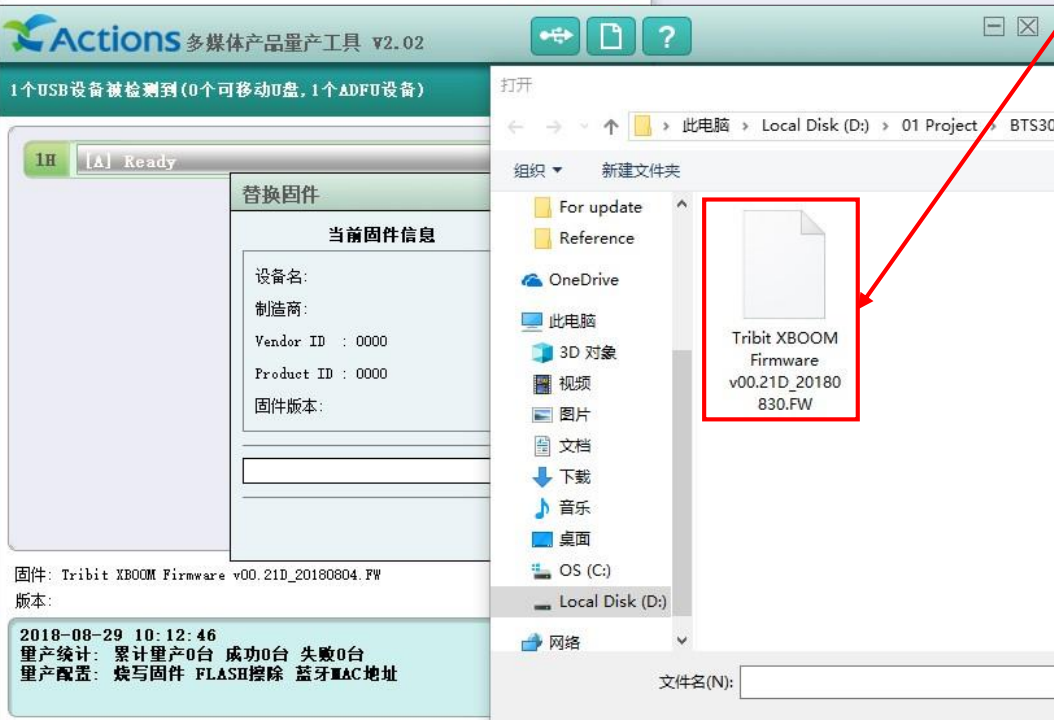 Actions 多媒体产品量产工具 V2.02
1个USB设备被检测到(0个可移动U盘,1个ADFU设备)
1H [A] Ready
替换固件
当前固件信息
设备名:
制造商:
Vendor ID : 0000
Product ID : 0000
固件版本:
固件: Tribit XBOOM Firmware v00.21D_20180804.FW
版本:
2018-08-29 10:12:46
量产统计: 累计量产0台 成功0台 失败0台
量产配置: 烧写固件 FLASH擦除 蓝牙MAC地址
?
打开
此电脑 > Local Disk (D:) > 01 Project > BTS30
组织 新建文件夹
For update
Reference
OneDrive
此电脑
3D 对象
视频
图片
文档
下载
音乐
桌面
OS (C:)
Local Disk (D:)
网络
Tribit XBOOM
Firmware
v00.21D_20180
830.FW
文件名(N):